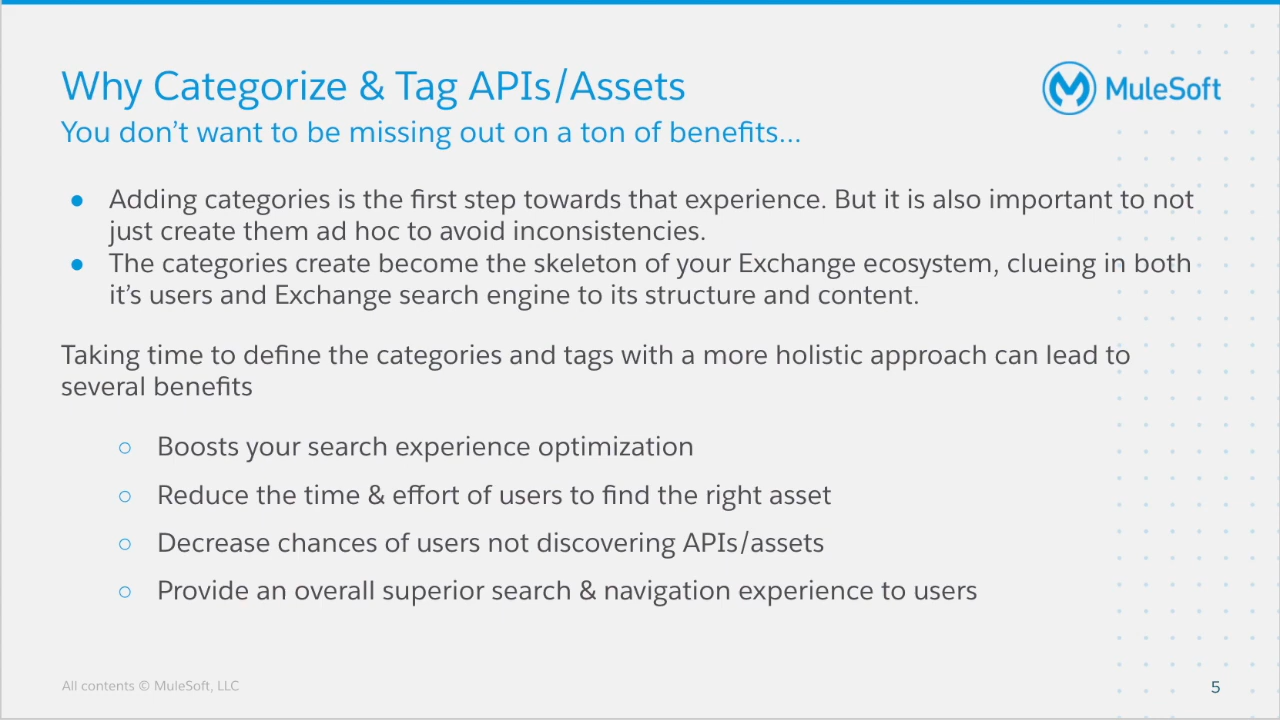 Why Categorize & Tag APIs/Assets
MuleSoft
You don't want to be missing out on a ton of benefits...
● Adding categories is the first step towards that experience. But it is also important to not
just create them ad hoc to avoid inconsistencies.
● The categories create become the skeleton of your Exchange ecosystem, clueing in both
it's users and Exchange search engine to its structure and content.
Taking time to define the categories and tags with a more holistic approach can lead to
several benefits
○ Boosts your search experience optimization
○ Reduce the time & effort of users to find the right asset
○ Decrease chances of users not discovering APIs/assets
○ Provide an overall superior search & navigation experience to users
All contents © MuleSoft, LLC
5